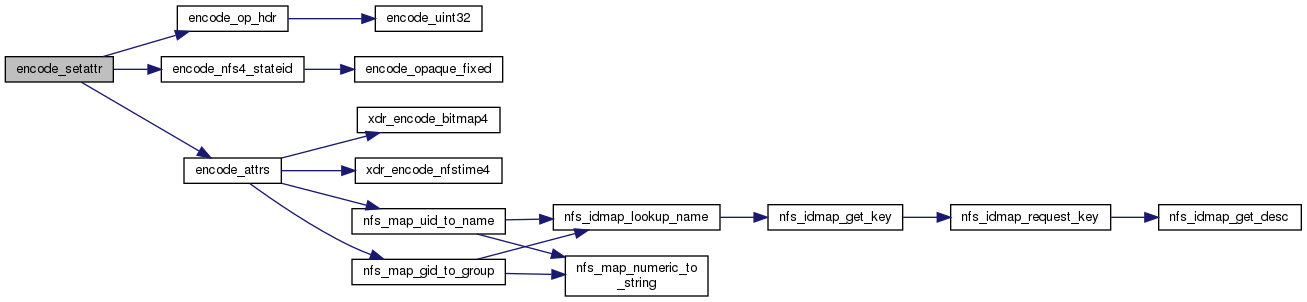 encode_op_hdr
encode_uint32
encode_setattr
encode_nfs4_stateid
encode_opaque_fixed
xdr_encode_bitmap4
encode_attrs
xdr_encode_nfstime4
nfs_map_uid_to_name
nfs_idmap_lookup_name
nfs_idmap_get_key
nfs_idmap_request_key
nfs_idmap_get_desc
nfs_map_gid_to_group
nfs_map_numeric_to
_string